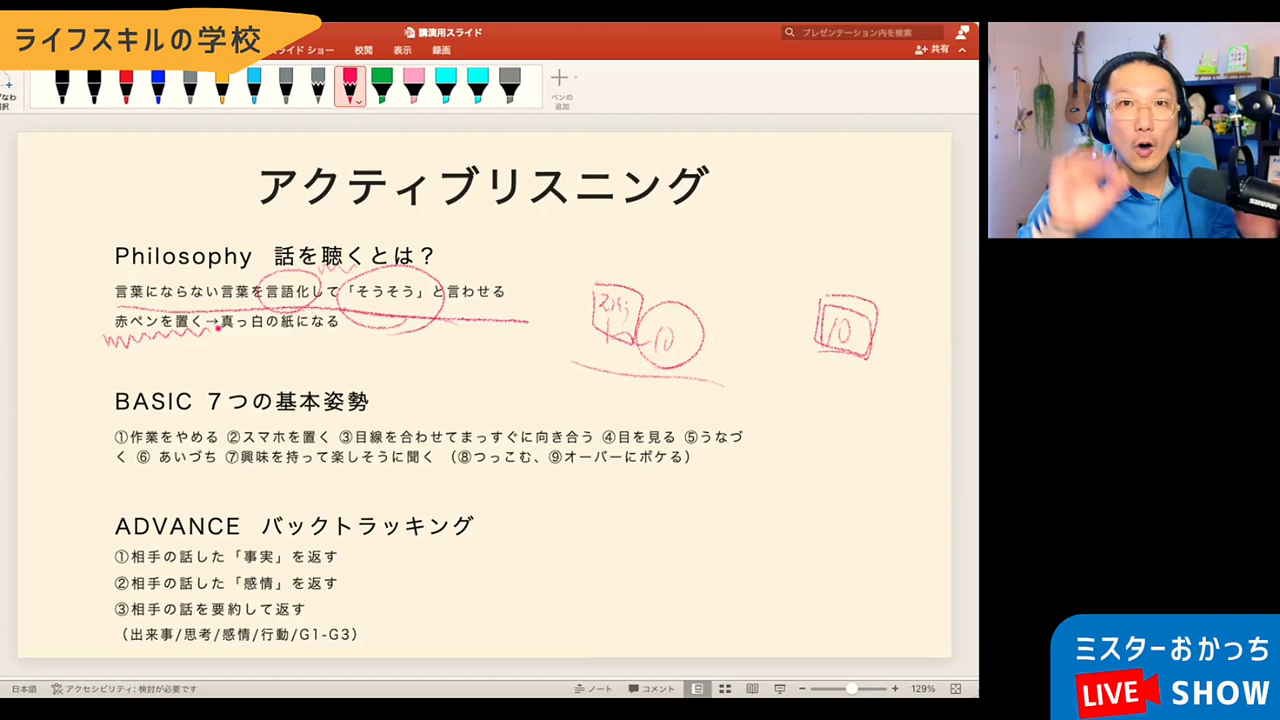 ライフスキルの学校
講演用スライド
プレゼンテーション内を検索
スライド ショー
校閲
表示
録画
共有
なげなわ
選択
ペンの
追加
アクティブリスニング
Philosophy 話を聴くとは？
言葉にならない言葉を言語化して「そうそう」と言わせる
赤ペンを置く→真っ白の紙になる
10
10
BASIC ７つの基本姿勢
①作業をやめる ②スマホを置く ③目線を合わせてまっすぐに向き合う ④目を見る ⑤うなづ
く ⑥ あいづち ⑦興味を持って楽しそうに聞く （⑧つっこむ、⑨オーバーにボケる）
ADVANCE バックトラッキング
①相手の話した「事実」を返す
②相手の話した「感情」を返す
③相手の話を要約して返す
（出来事/思考/感情/行動/G1-G3）
日本語
アクセシビリティ: 検討が必要です
ノート
コメント
129%
SHURE
ミスターおかっち
LIVE SHOW